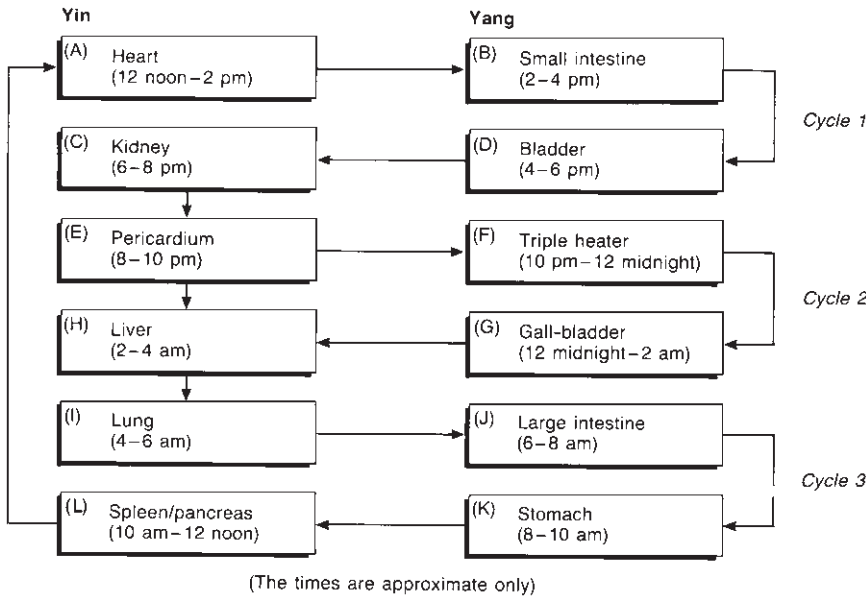 Yin
Yang
(A) Heart
(12 noon–2 pm)
(B) Small intestine
(2–4 pm)
Cycle 1
(C) Kidney
(6–8 pm)
(D) Bladder
(4–6 pm)
(E) Pericardium
(8–10 pm)
(F) Triple heater
(10 pm–12 midnight)
Cycle 2
(H) Liver
(2–4 am)
(G) Gall-bladder
(12 midnight–2 am)
(I) Lung
(4–6 am)
(J) Large intestine
(6–8 am)
Cycle 3
(L) Spleen/pancreas
(10 am–12 noon)
(K) Stomach
(8–10 am)
(The times are approximate only)